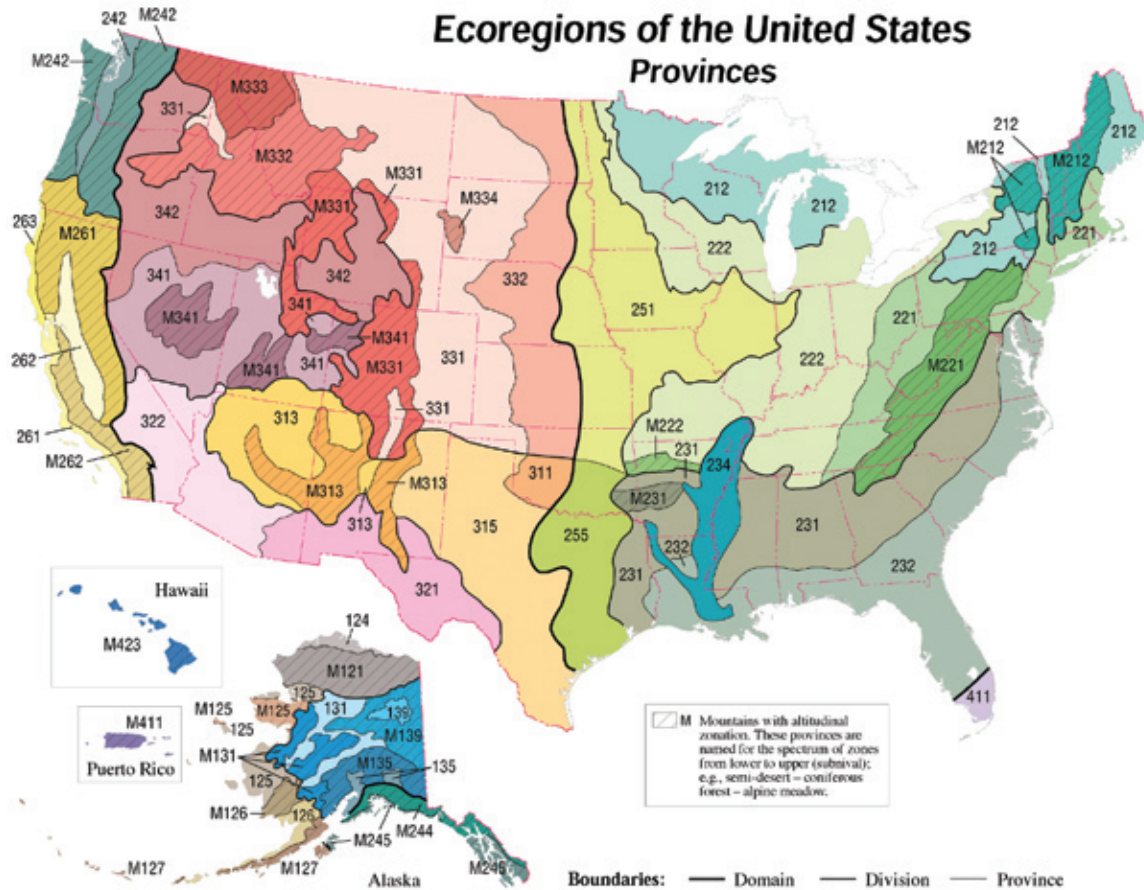 Ecoregions of the United States
Provinces
242
M242
M242
M333
331
M332
M331
M331
M334
342
263
M261
341
342
332
M341
341
M341
262
M341
341
M331
331
331
322
313
261
M262
M313
M313
313
311
315
321
212
212
222
251
222
M222
231
234
M231
255
232
231
231
232
411
212
M212
M212
212
212
221
221
M221
Hawaii
M423
M411
Puerto Rico
124
M121
125
M125
M125
125
131
139
M139
M131
M135
135
125
M126
126
M245
M244
M127
M127
M245
Alaska
M Mountains with altitudinal
zonation. These provinces are
named for the spectrum of zones
from lower to upper (subnival);
e.g., semi-desert – coniferous
forest – alpine meadow.
Boundaries: Domain Division Province